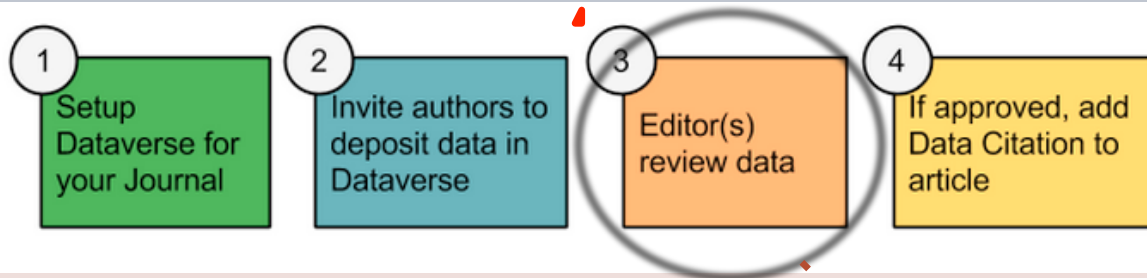 1
Setup
Dataverse for
your Journal
2
Invite authors to
deposit data in
Dataverse
3
Editor(s)
review data
4
If approved, add
Data Citation to
article